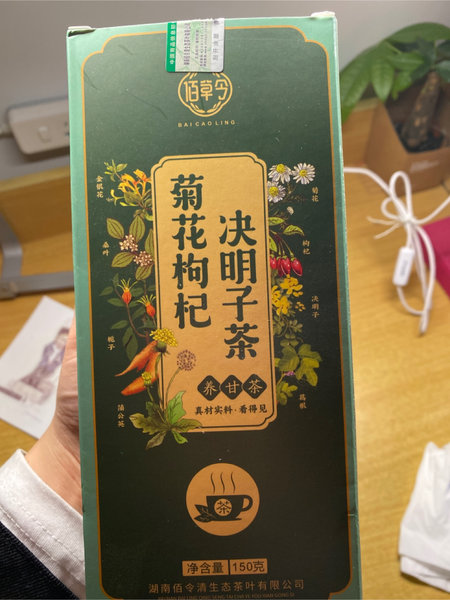 佰草令
BAI CAO LING
金银花
菊花
桑叶
枸杞
栀子
决明子
蒲公英
葛根
菊花枸杞
决明子茶
养甘茶
真材实料·看得见
茶
净含量 150克
湖南佰令清生态茶叶有限公司